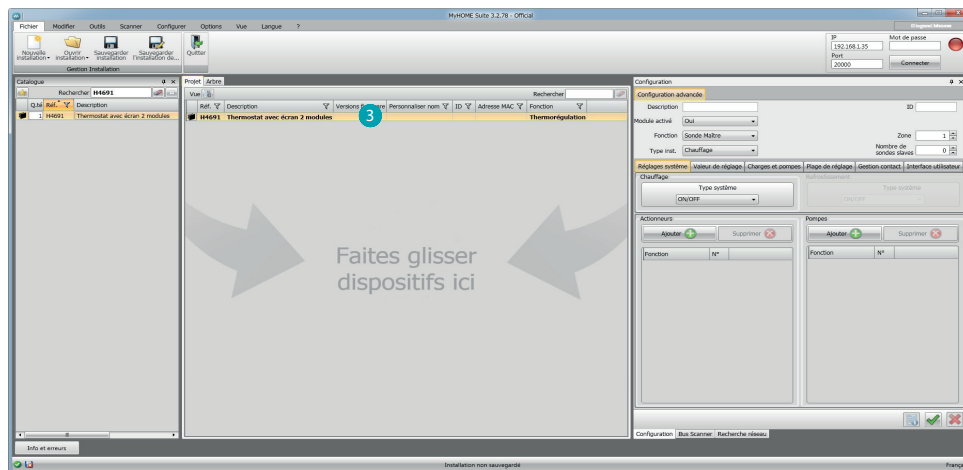 MyHOME Suite 3.2.78 - Official
Fichier Modifier Outils Scanner Configurer Options Vue Langue ?
Nouvelle installation Ouvrir installation Sauvegarder installation Sauvegarder l'installation de... Quitter
Gestion Installation
IP Mot de passe
192.168.1.35
Port
20000 Connecter
Catalogue
Rechercher H4691
Q.té Réf. Description
1 H4691 Thermostat avec écran 2 modules
Projet Arbre
Vue Rechercher
Réf. Description Versions Personnaliser nom ID Adresse MAC Fonction
H4691 Thermostat avec écran 2 modules Thermorégulation
3
Faites glisser
dispositifs ici
Configuration
Configuration avancée
Description ID
Module activé Oui
Fonction Sonde Maître Zone 1
Type inst. Chauffage Nombre de sondes slaves 0
Réglages système Valeur de réglage Charges et pompes Plage de réglage Gestion contact Interface utilisateur
Chauffage Refroidissement
Type système Type système
ON/OFF ON/OFF
Actionneurs Pompes
Ajouter Supprimer Ajouter Supprimer
Fonction N° Fonction N°
Configuration Bus Scanner Recherche réseau
Info et erreurs
Installation non sauvegardé França